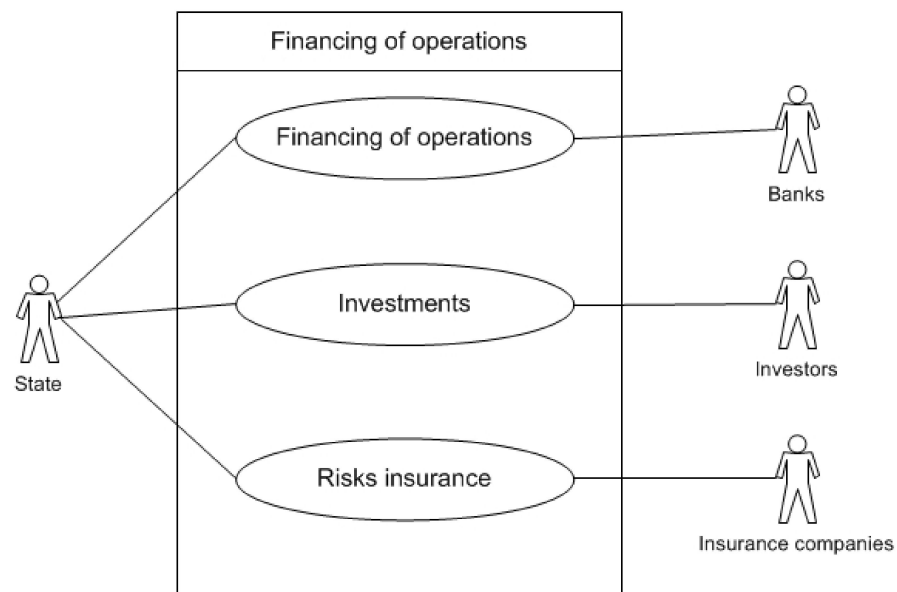 Financing of operations
Financing of operations
Banks
Investments
State
Investors
Risks insurance
Insurance companies